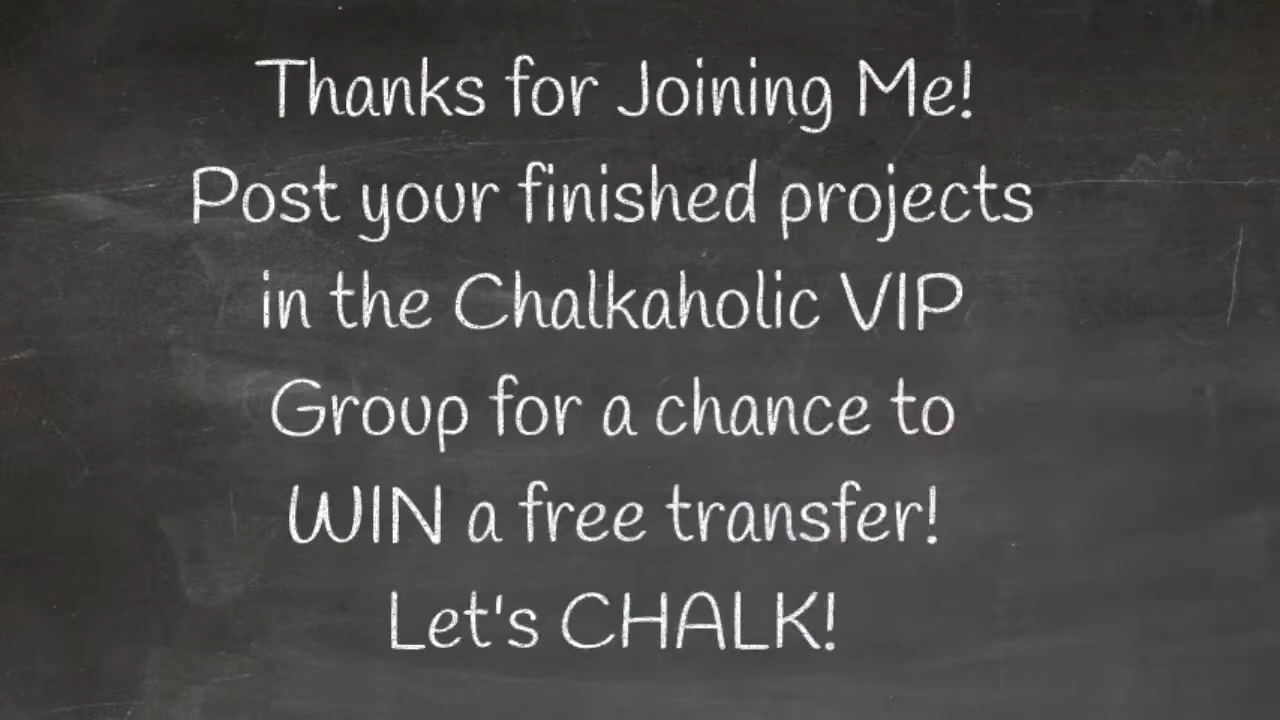 Thanks for Joining Me!
Post your finished projects
in the Chalkaholic VIP
Group for a chance to
WIN a free transfer!
Let's CHALK!